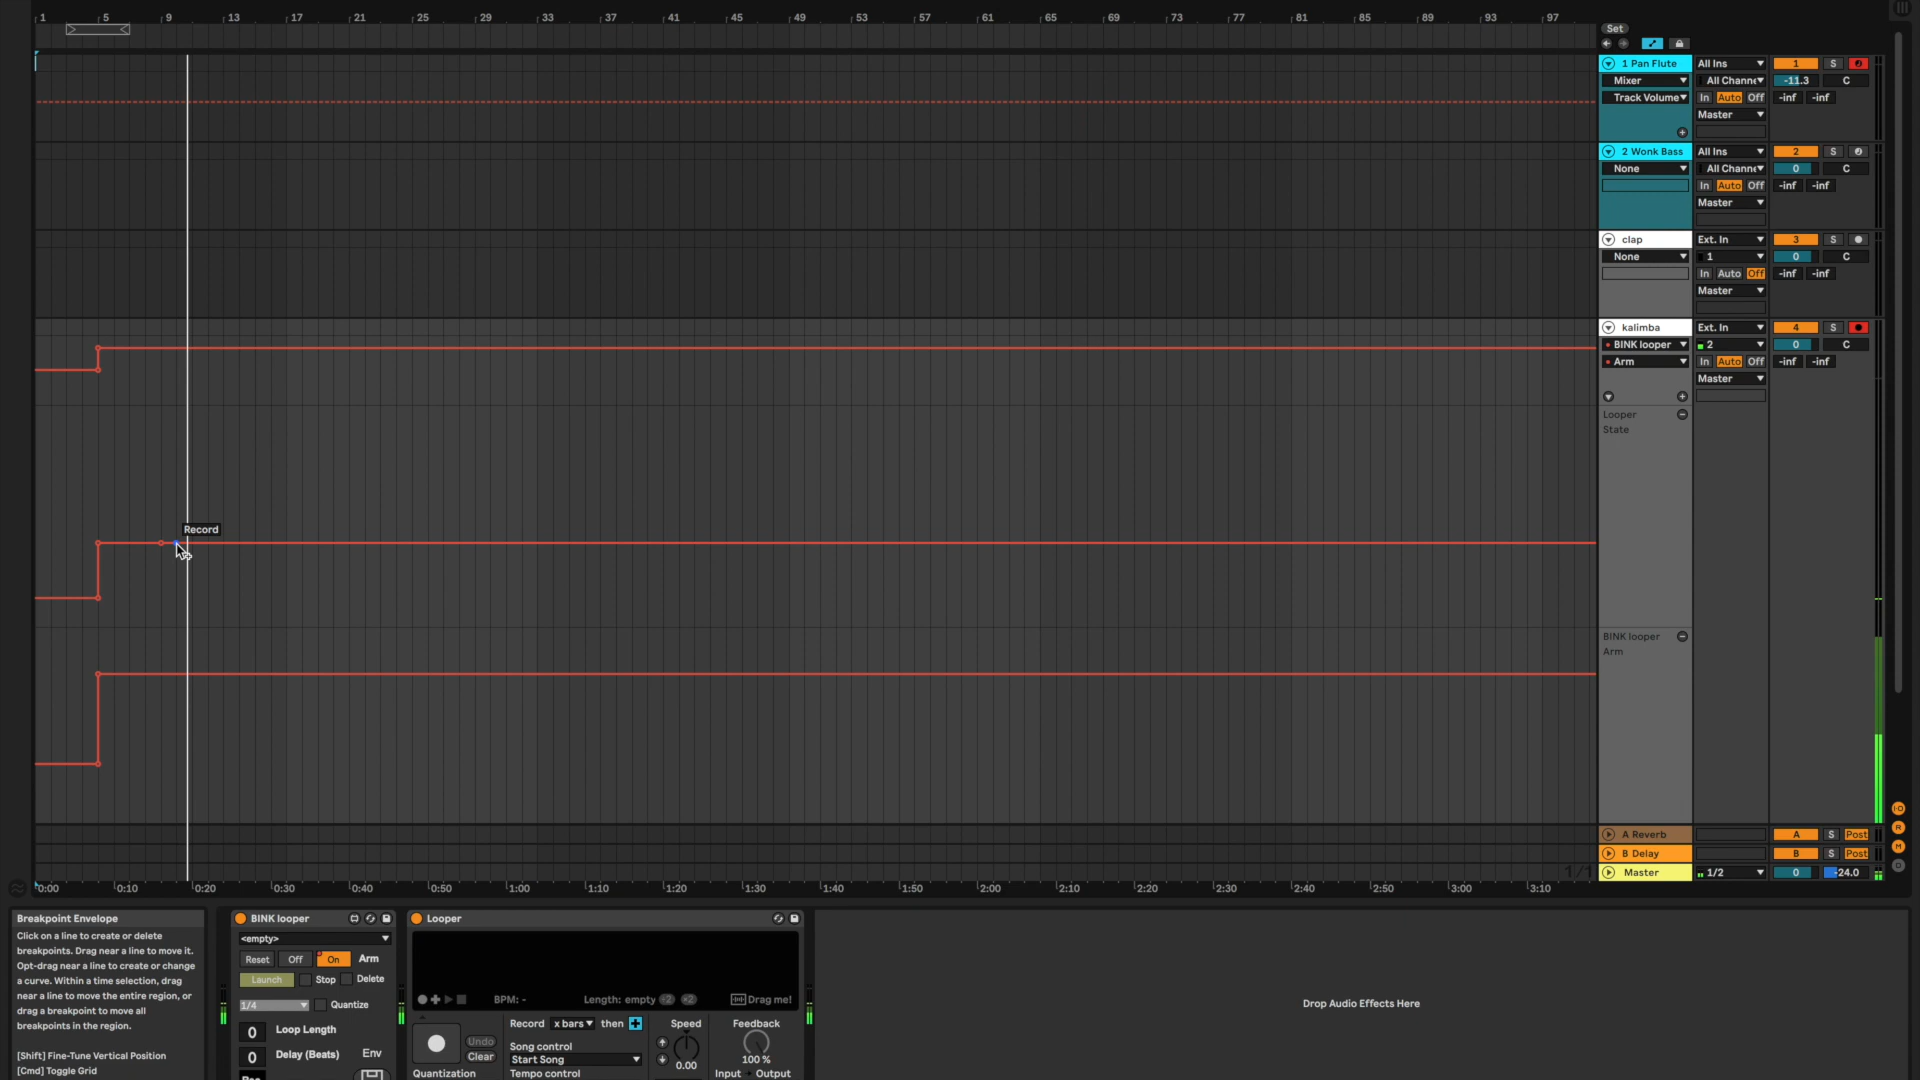 1 5 9 13 17 21 25 29 33 37 41 45 49 53 57 61 65 69 73 77 81 85 89 93 97
Set
1 Pan Flute All Ins 1 S
Mixer All Channe -11.3 C
Track Volume In Auto Off -inf -inf
Master
2 Wonk Bass All Ins 2 S
None All Channe 0 C
In Auto Off -inf -inf
Master
clap Ext. In 3 S
None 1 0 C
In Auto Off -inf -inf
Master
kalimba Ext. In 4 S
BINK looper 2 0 C
Arm In Auto Off -inf -inf
Master
Looper
State
Record
BINK looper
Arm
A Reverb A S Post
B Delay B S Post
1/1
Master 1/2 0 -24.0
0:00 0:10 0:20 0:30 0:40 0:50 1:00 1:10 1:20 1:30 1:40 1:50 2:00 2:10 2:20 2:30 2:40 2:50 3:00 3:10
Breakpoint Envelope
Click on a line to create or delete
breakpoints. Drag near a line to move it.
Opt-drag near a line to create or change
a curve. Within a time selection, drag
near a line to move the entire region, or
drag a breakpoint to move all
breakpoints in the region.
[Shift] Fine-Tune Vertical Position
[Cmd] Toggle Grid
BINK looper
<empty>
Reset Off On Arm
Launch Stop Delete
1/4 Quantize
0 Loop Length
0 Delay (Beats) Env
Looper
BPM: - Length: empty ÷2 ×2 Drag me!
Record x bars then
Speed Feedback
Undo
Clear
Song control
Start Song
0.00 100 %
Quantization Tempo control Input → Output
Drop Audio Effects Here